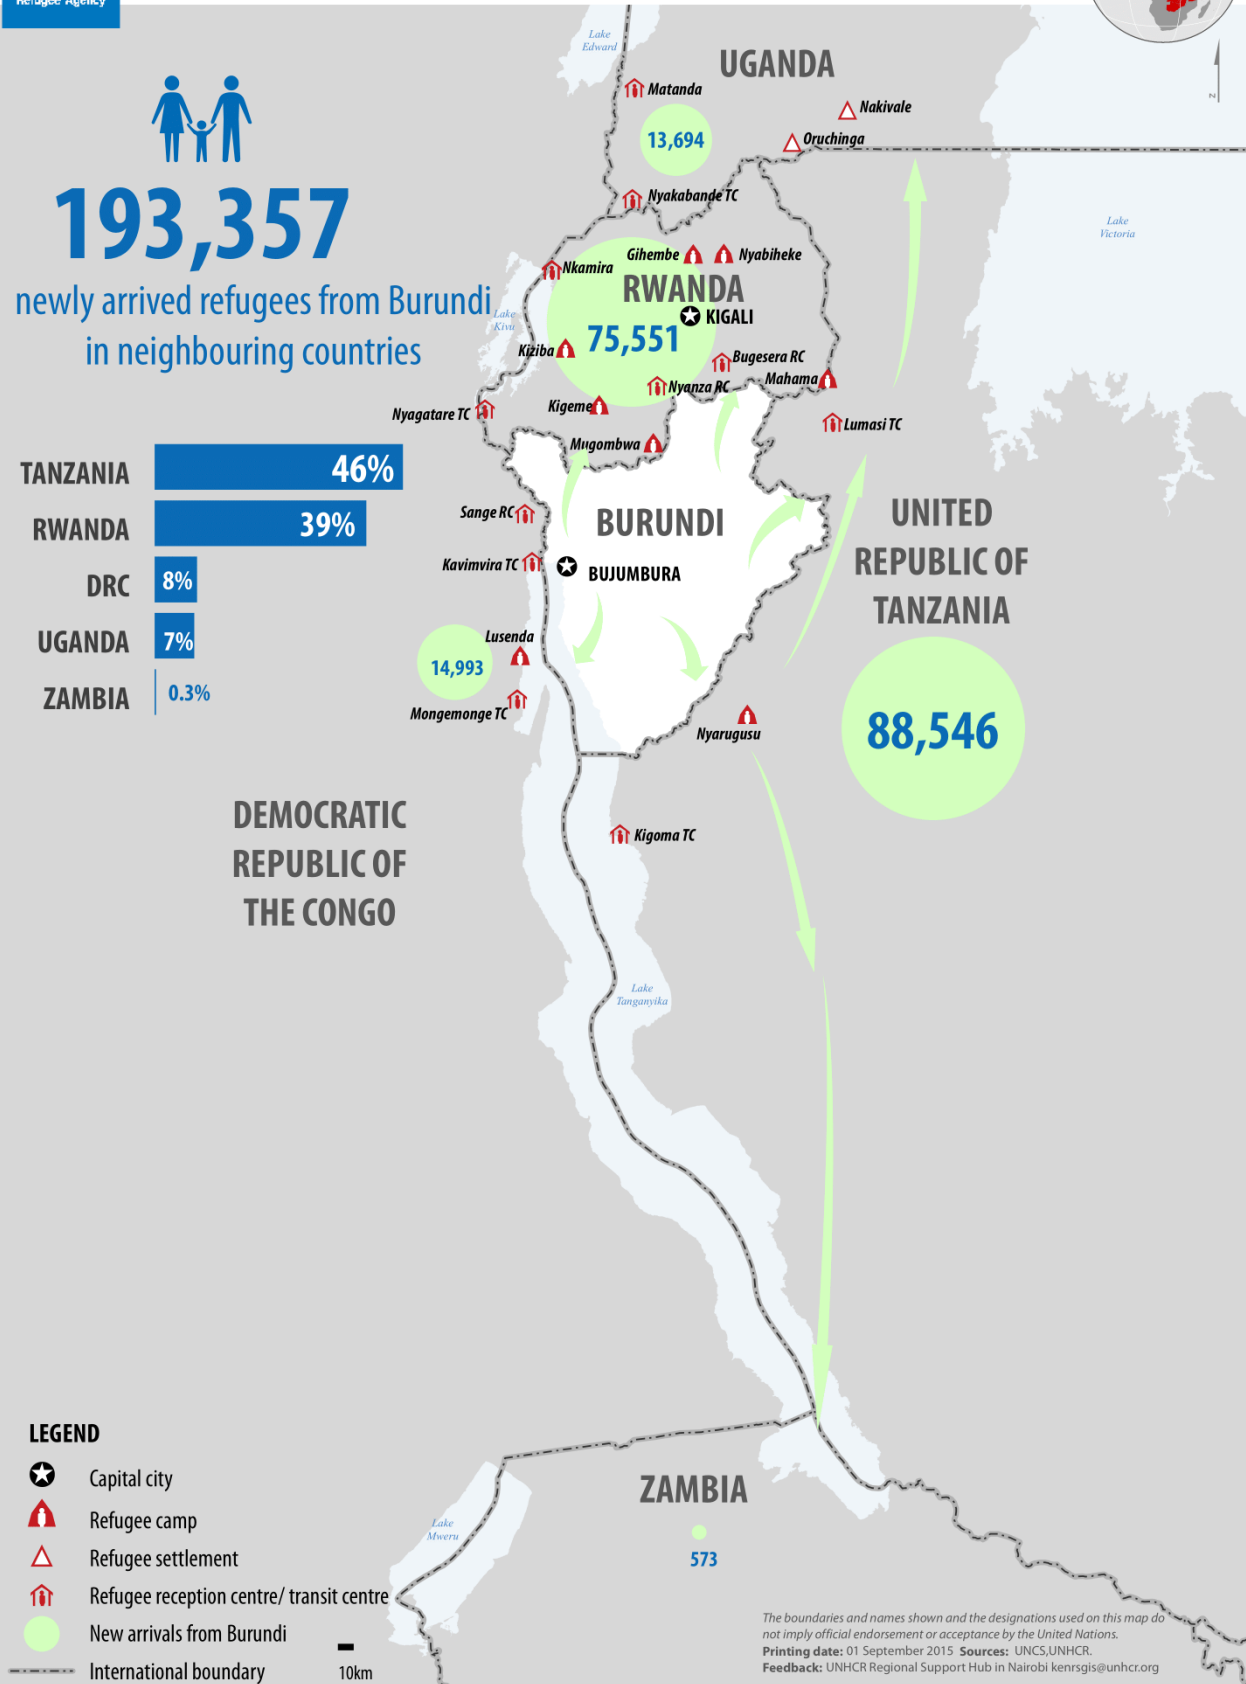 Refugee Agency
193,357
newly arrived refugees from Burundi
in neighbouring countries
TANZANIA 46%
RWANDA 39%
DRC 8%
UGANDA 7%
ZAMBIA 0.3%
Lake
Edward
UGANDA
Matanda
13,694
Nakivale
Oruchinga
Nyakabande TC
Lake
Victoria
N
Gihembe
Nyabiheke
Nkamira
RWANDA
KIGALI
75,551
Lake
Kivu
Kiziba
Bugesera RC
Nyanza RC
Mahama
Nyagatare TC
Kigeme
Lumasi TC
Mugombwa
Sange RC
BURUNDI
UNITED
REPUBLIC OF
TANZANIA
Kavimvira TC
BUJUMBURA
Lusenda
14,993
Mongemonge TC
Nyarugusu
88,546
DEMOCRATIC
REPUBLIC OF
THE CONGO
Kigoma TC
Lake
Tanganyika
ZAMBIA
573
Lake
Mweru
LEGEND
Capital city
Refugee camp
Refugee settlement
Refugee reception centre/ transit centre
New arrivals from Burundi
International boundary
10km
The boundaries and names shown and the designations used on this map do
not imply official endorsement or acceptance by the United Nations.
Printing date: 01 September 2015 Sources: UNCS,UNHCR.
Feedback: UNHCR Regional Support Hub in Nairobi kenrsgis@unhcr.org